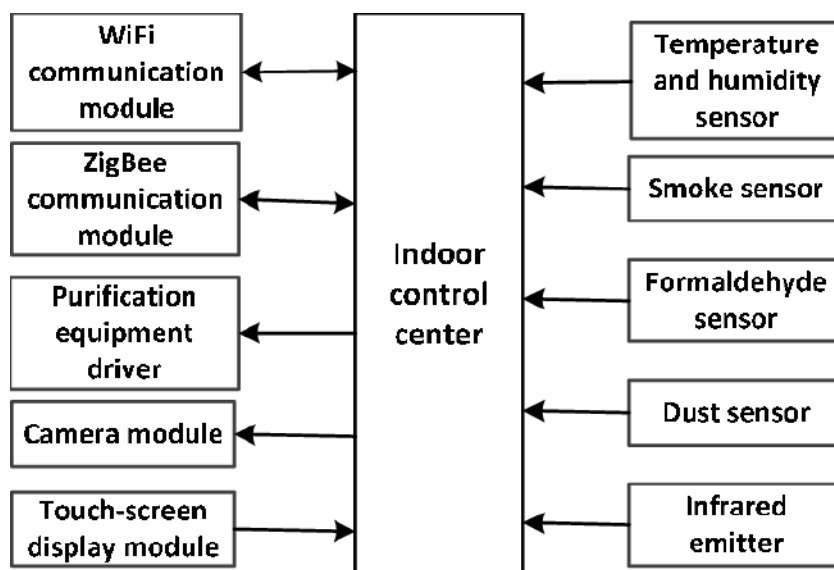 WiFi
communication
module
ZigBee
communication
module
Purification
equipment
driver
Camera module
Touch-screen
display module
Indoor
control
center
Temperature
and humidity
sensor
Smoke sensor
Formaldehyde
sensor
Dust sensor
Infrared
emitter